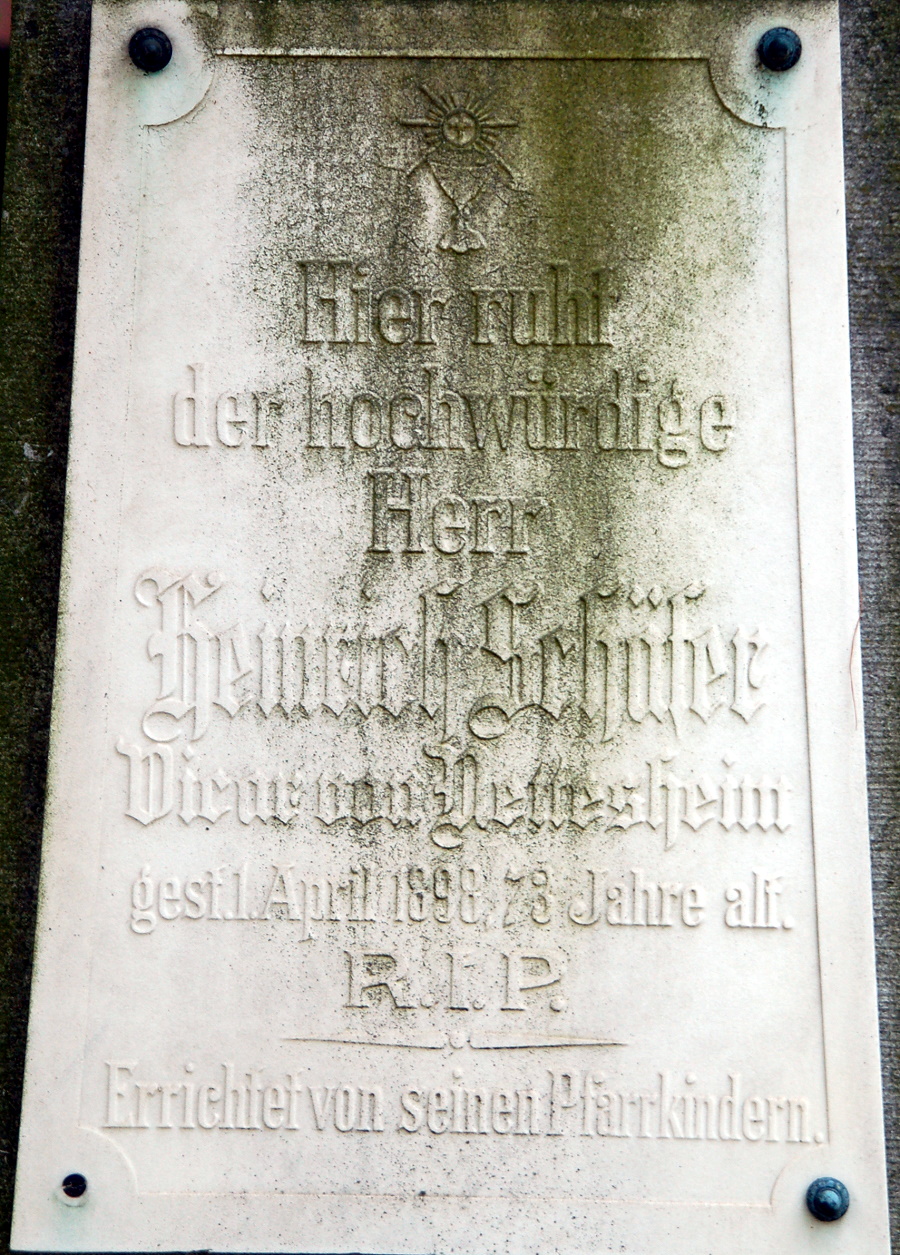 Hier ruht
der hochwürdige
Herr
Heinrich Schüfer
Vicar von Nettesheim
gest. 1. April 1898, 73 Jahre alt.
R.I.P.
Errichtet von seinen Pfarrkindern.